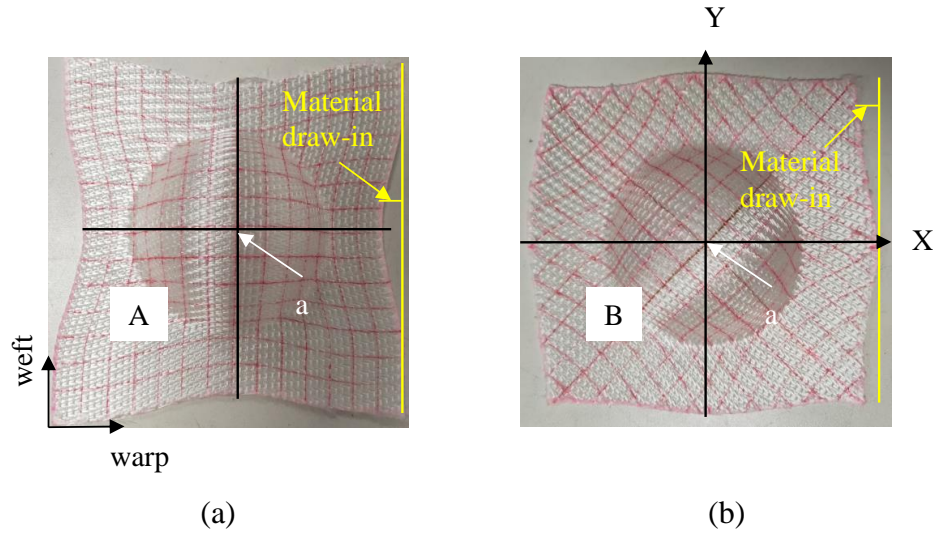 Y
Material
draw-in
Material
draw-in
X
A
a
B
a
weft
warp
(a)
(b)